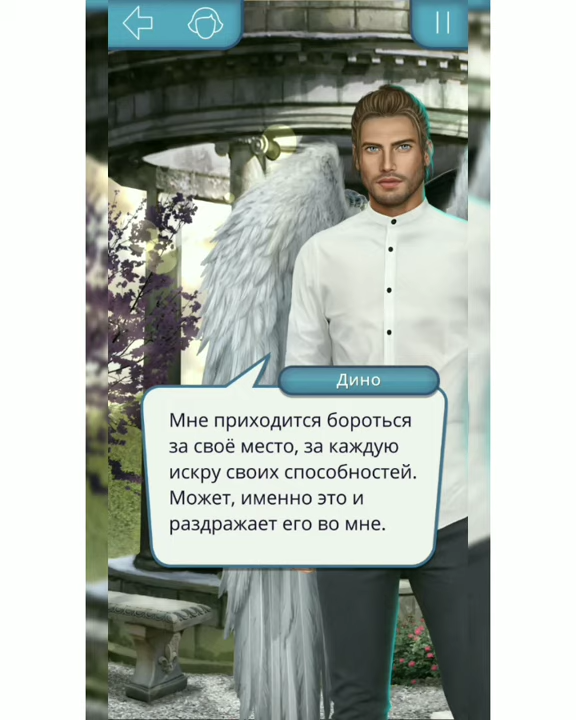 Дино
Мне приходится бороться
за своё место, за каждую
искру своих способностей.
Может, именно это и
раздражает его во мне.